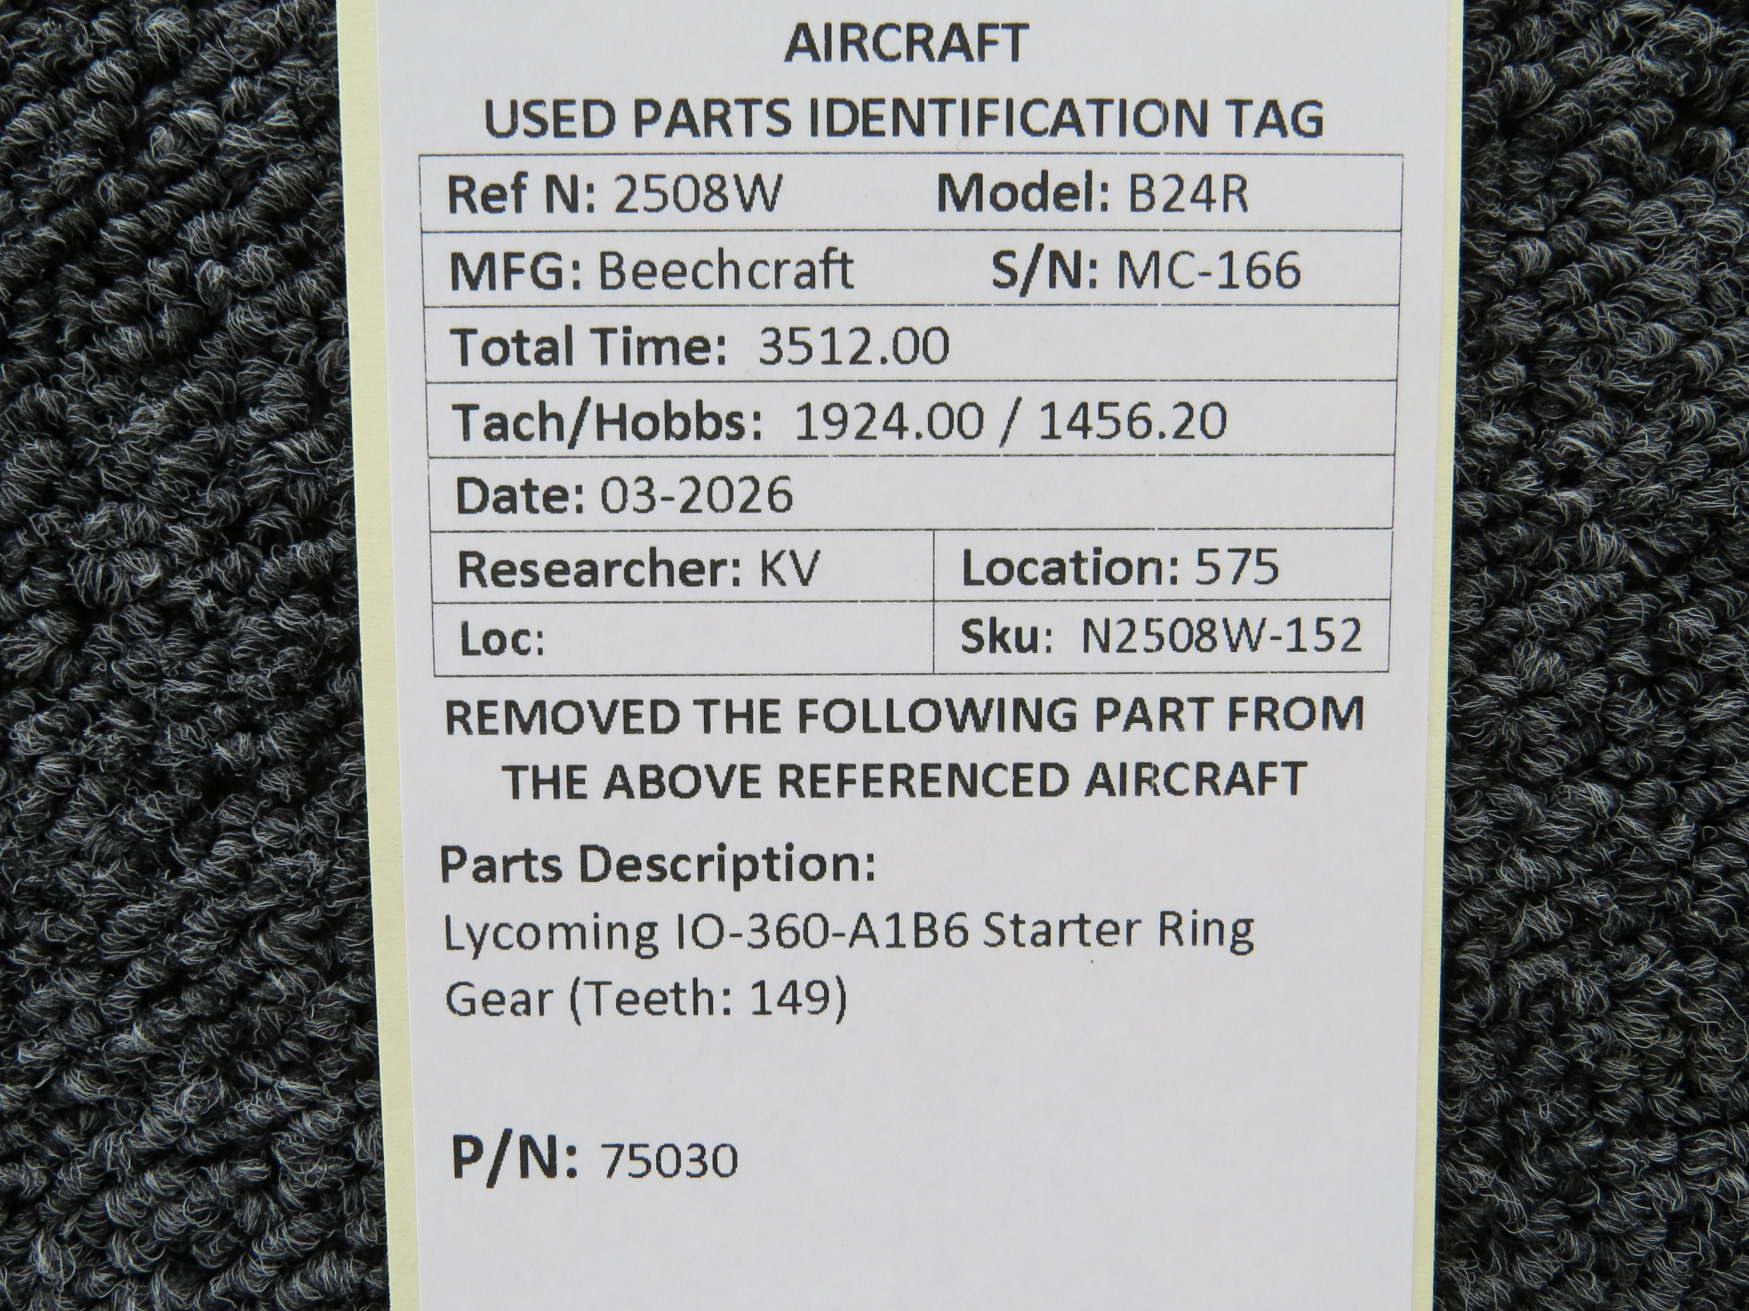 AIRCRAFT
USED PARTS IDENTIFICATION TAG
Ref N: 2508W Model: B24R
MFG: Beechcraft S/N: MC-166
Total Time: 3512.00
Tach/Hobbs: 1924.00 / 1456.20
Date: 03-2026
Researcher: KV Location: 575
Loc: Sku: N2508W-152
REMOVED THE FOLLOWING PART FROM
THE ABOVE REFERENCED AIRCRAFT
Parts Description:
Lycoming IO-360-A1B6 Starter Ring
Gear (Teeth: 149)
P/N: 75030